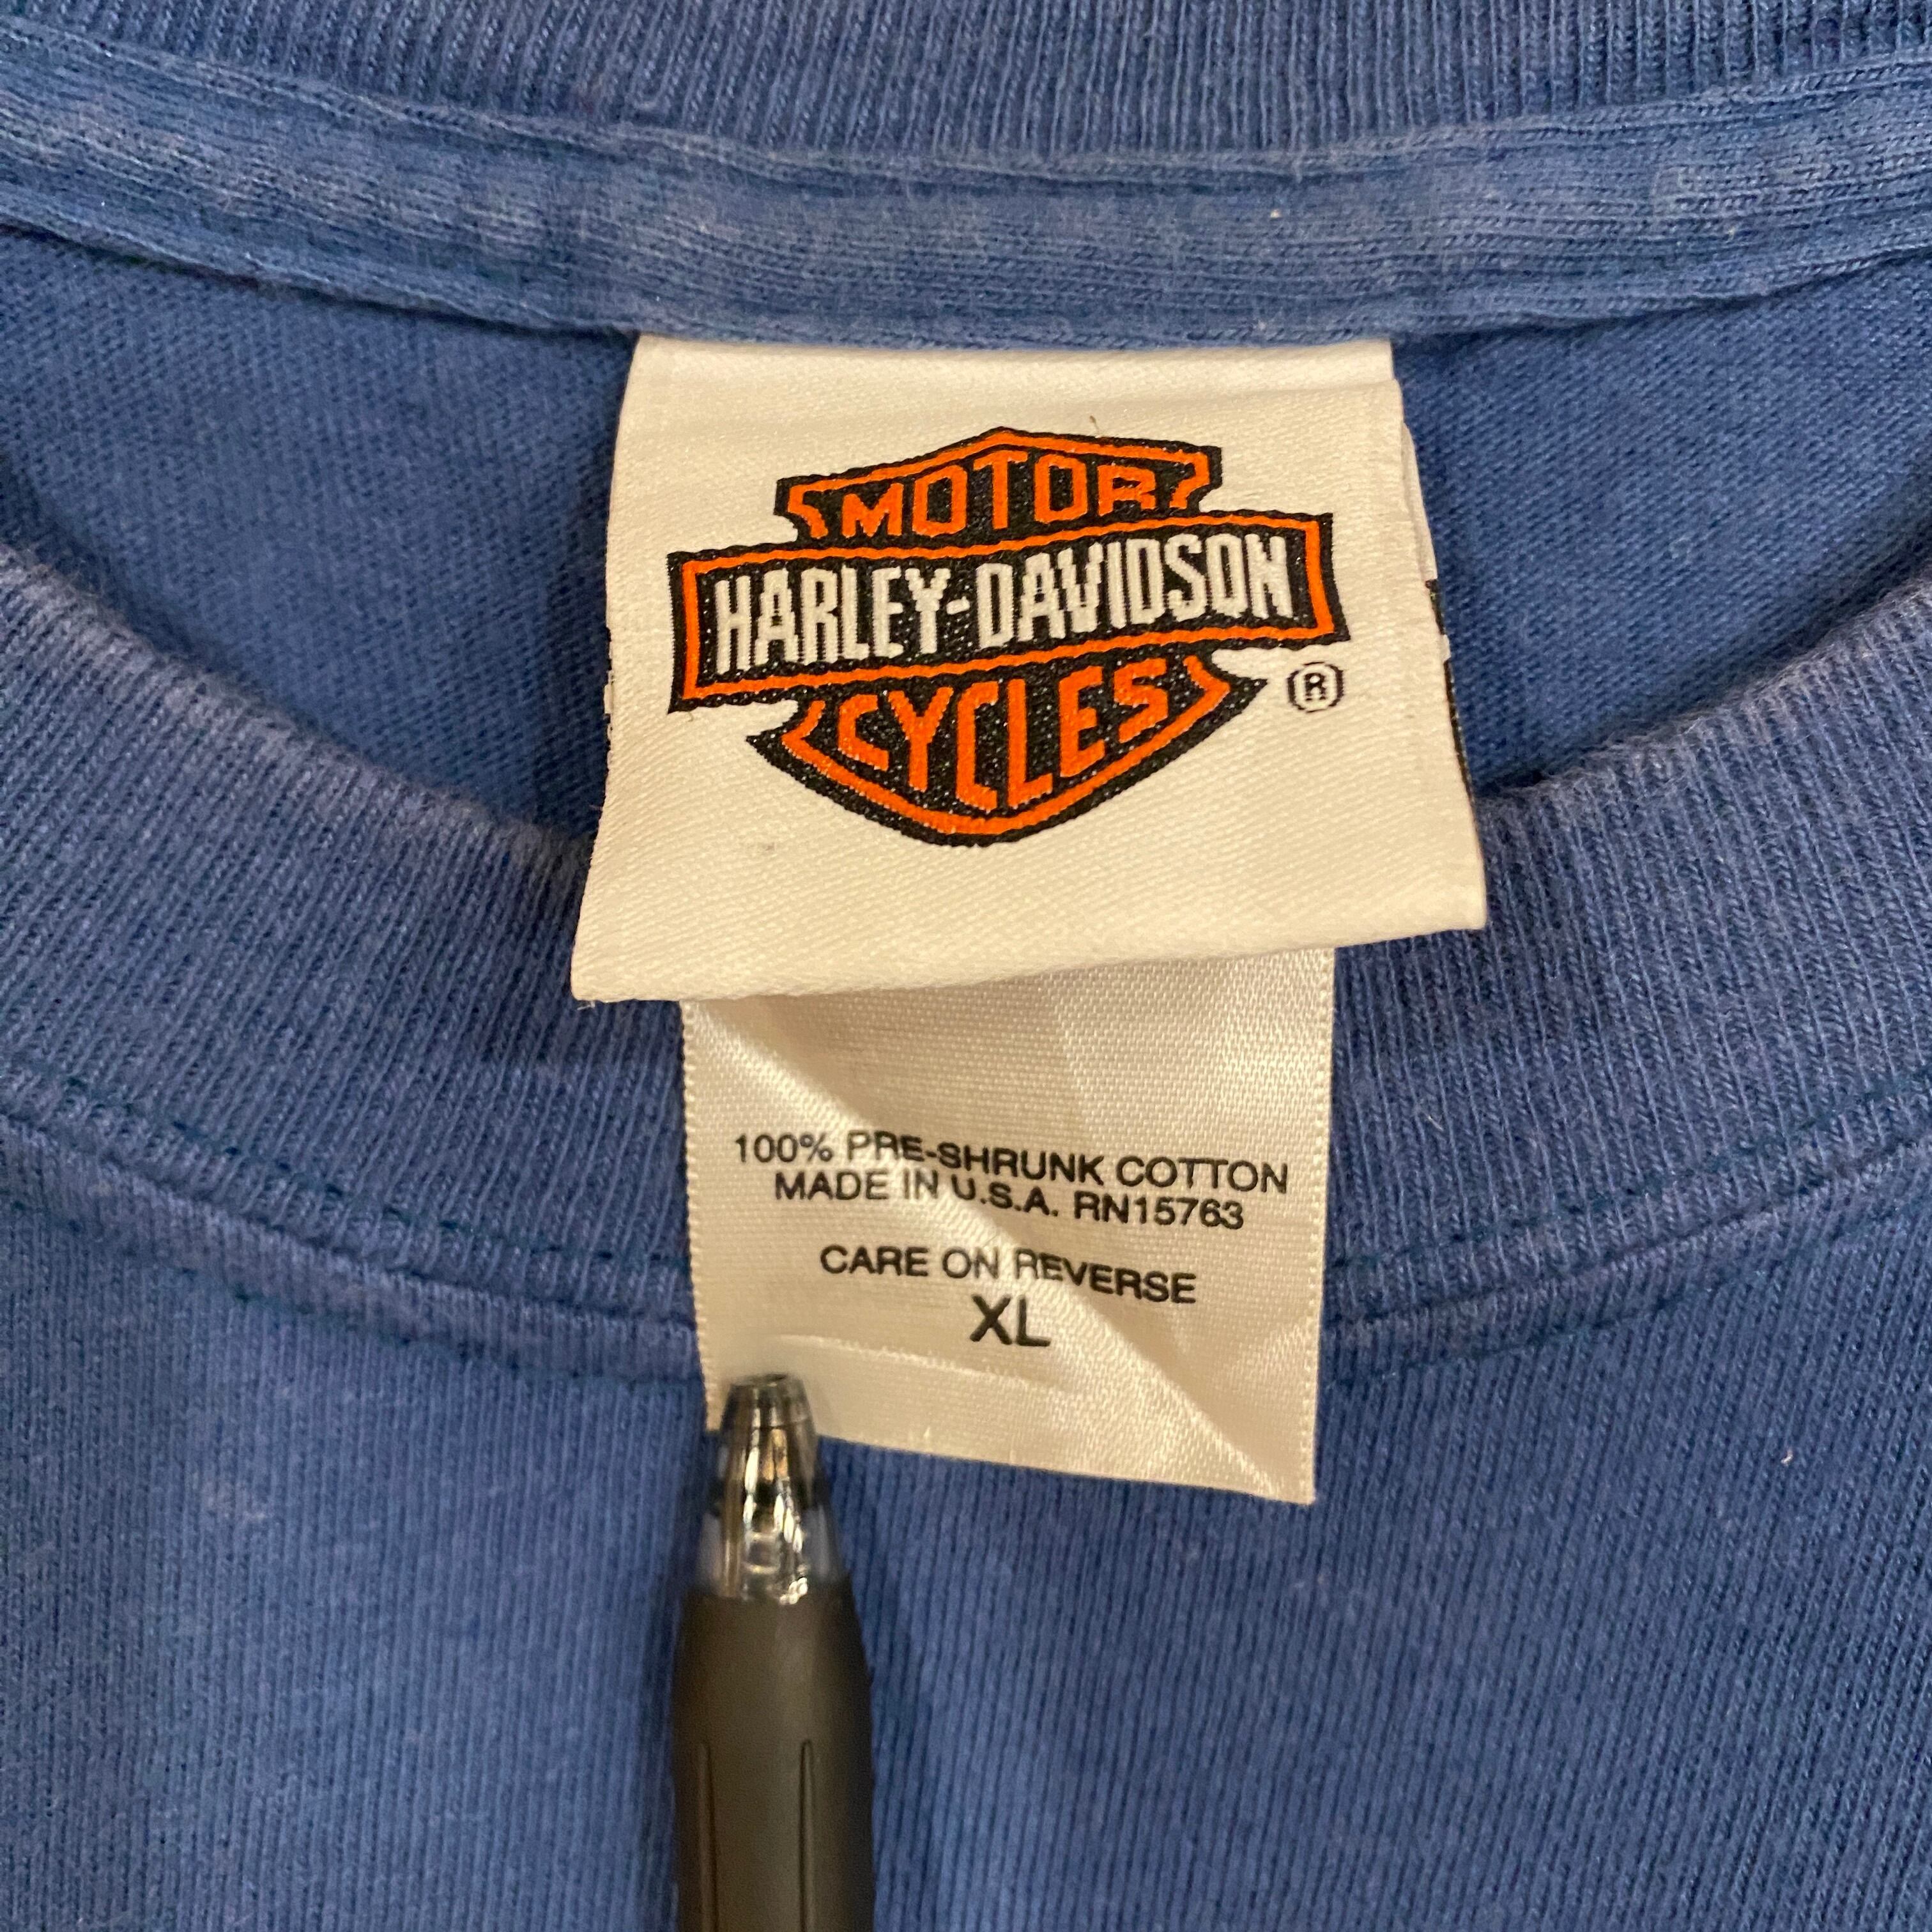 MOTOR
HARLEY-DAVIDSON
CYCLES
®
100% PRE-SHRUNK COTTON
MADE IN U.S.A. RN15763
CARE ON REVERSE
XL